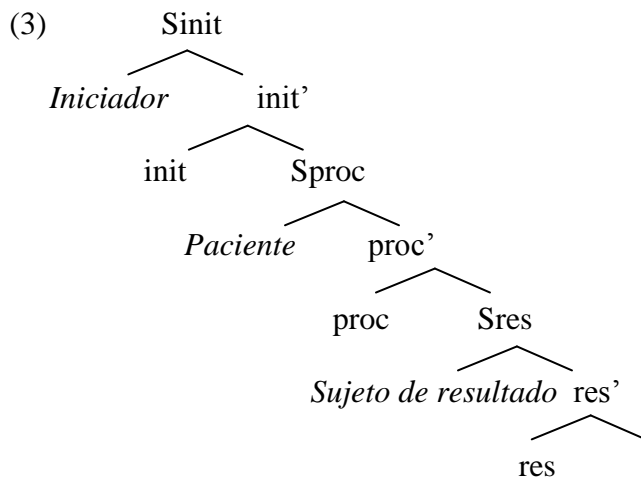 (3) Sinit
Iniciador init’
init Sproc
Paciente proc’
proc Sres
Sujeto de resultado res’
res